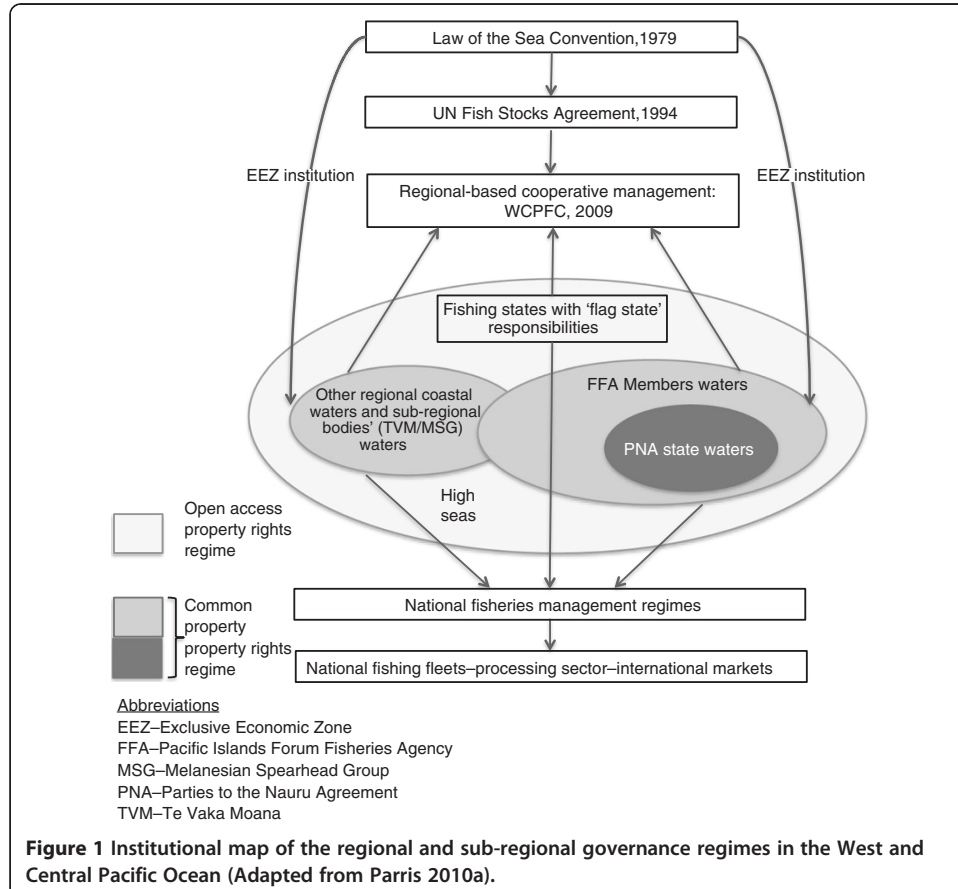 Law of the Sea Convention,1979
UN Fish Stocks Agreement,1994
EEZ institution
EEZ institution
Regional-based cooperative management:
WCPFC, 2009
Fishing states with 'flag state'
responsibilities
Other regional coastal
waters and sub-regional
bodies' (TVM/MSG)
waters
FFA Members waters
PNA state waters
High
seas
Open access
property rights
regime
Common
property
property rights
regime
National fisheries management regimes
National fishing fleets–processing sector–international markets
Abbreviations
EEZ–Exclusive Economic Zone
FFA–Pacific Islands Forum Fisheries Agency
MSG–Melanesian Spearhead Group
PNA–Parties to the Nauru Agreement
TVM–Te Vaka Moana
Figure 1 Institutional map of the regional and sub-regional governance regimes in the West and
Central Pacific Ocean (Adapted from Parris 2010a).